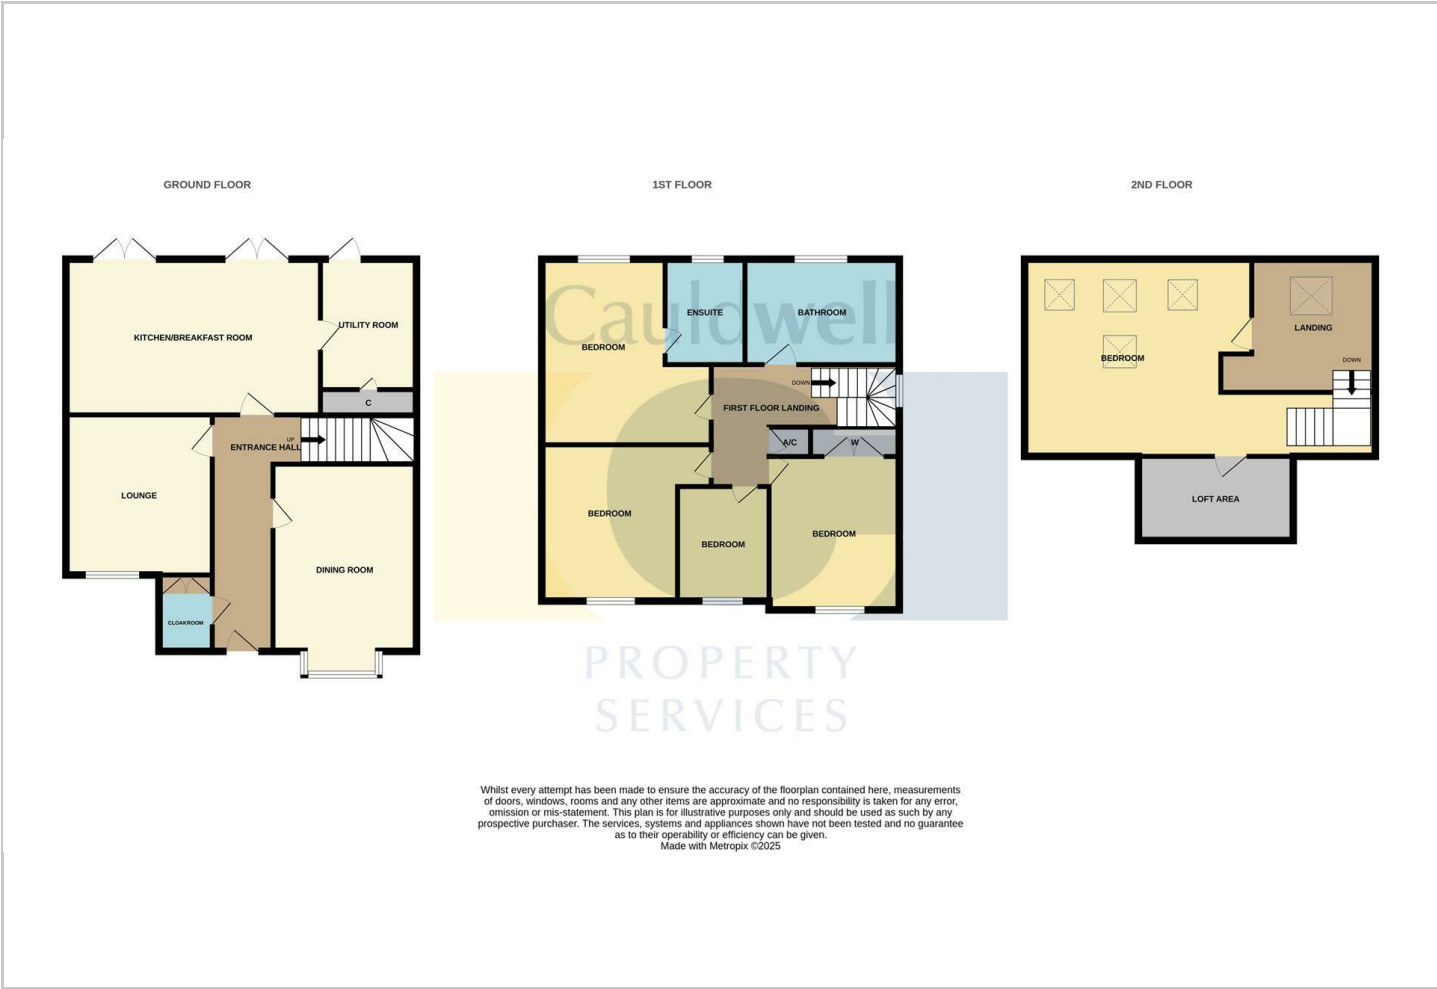 GROUND FLOOR
1ST FLOOR
2ND FLOOR
KITCHEN/BREAKFAST ROOM
UTILITY ROOM
C
UP
ENTRANCE HALL
LOUNGE
DINING ROOM
CLOAKROOM
Cauldwell
BEDROOM
ENSUITE
BATHROOM
DOWN
FIRST FLOOR LANDING
A/C
W
BEDROOM
BEDROOM
BEDROOM
PROPERTY
SERVICES
BEDROOM
LANDING
DOWN
LOFT AREA
Whilst every attempt has been made to ensure the accuracy of the floorplan contained here, measurements
of doors, windows, rooms and any other items are approximate and no responsibility is taken for any error,
omission or mis-statement. This plan is for illustrative purposes only and should be used as such by any
prospective purchaser. The services, systems and appliances shown have not been tested and no guarantee
as to their operability or efficiency can be given.
Made with Metropix ©2025